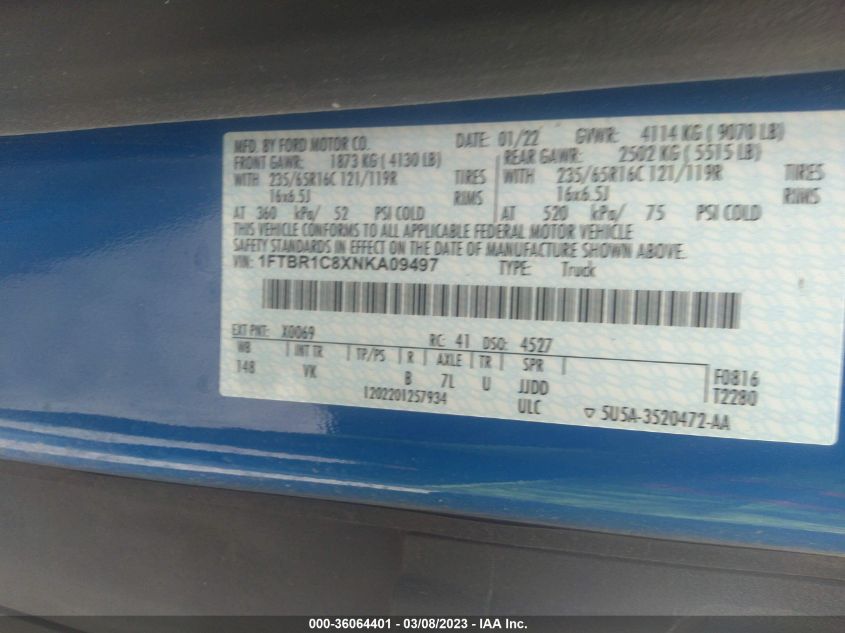 MFD. BY FORD MOTOR CO. DATE: 01/22 GVWR: 4114 KG ( 9070 LB)
FRONT GAWR: 1873 KG ( 4130 LB) REAR GAWR: 2502 KG ( 5515 LB)
WITH 235/65R16C 121/119R TIRES WITH 235/65R16C 121/119R TIRES
16x6.5J RIMS 16x6.5J RIMS
AT 360 kPa/ 52 PSI COLD AT 520 kPa/ 75 PSI COLD
THIS VEHICLE CONFORMS TO ALL APPLICABLE FEDERAL MOTOR VEHICLE
SAFETY STANDARDS IN EFFECT ON THE DATE OF MANUFACTURE SHOWN ABOVE.
VIN: 1FTBR1C8XNKA09497 TYPE: Truck
EXT PNT: X0069 RC: 41 DSO: 4527
WB INT TR TP/PS R AXLE TR SPR F0816
148 VK B 7L U JJDD T2280
1202201257934 ULC ▽ 5U5A-3520472-AA
000-36064401 - 03/08/2023 - IAA Inc.